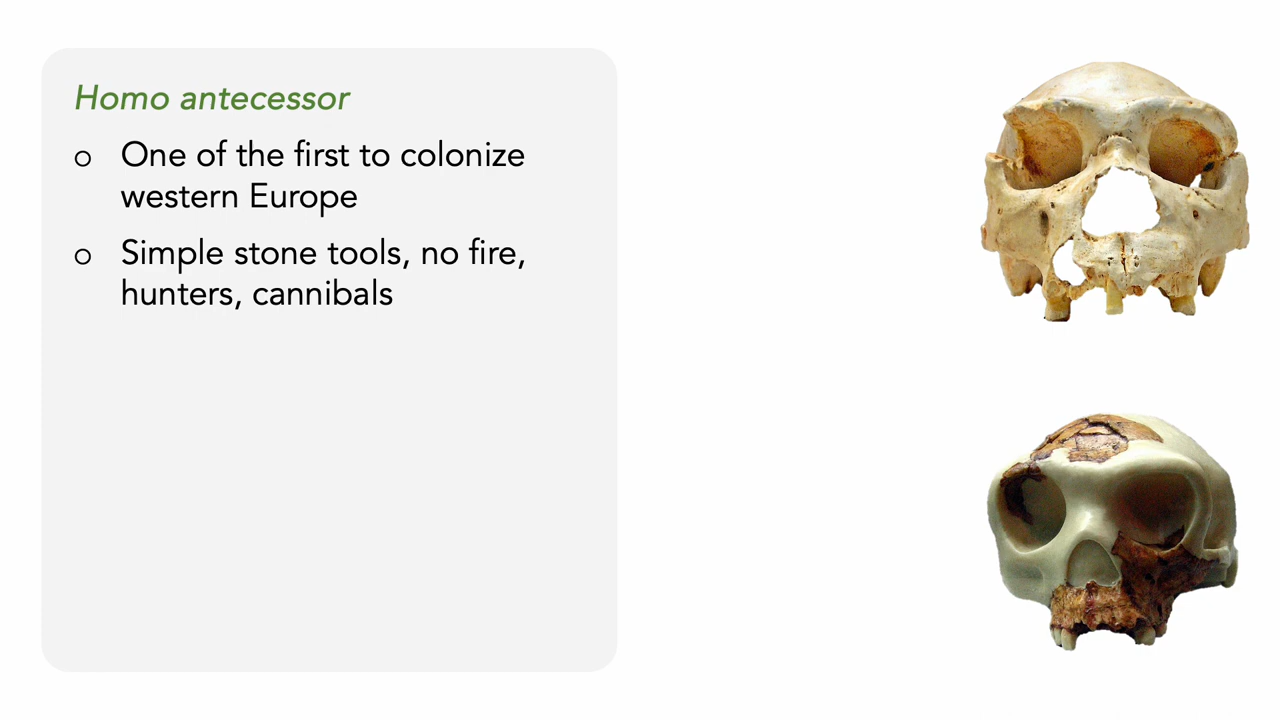 Homo antecessor
o One of the first to colonize
western Europe
o Simple stone tools, no fire,
hunters, cannibals